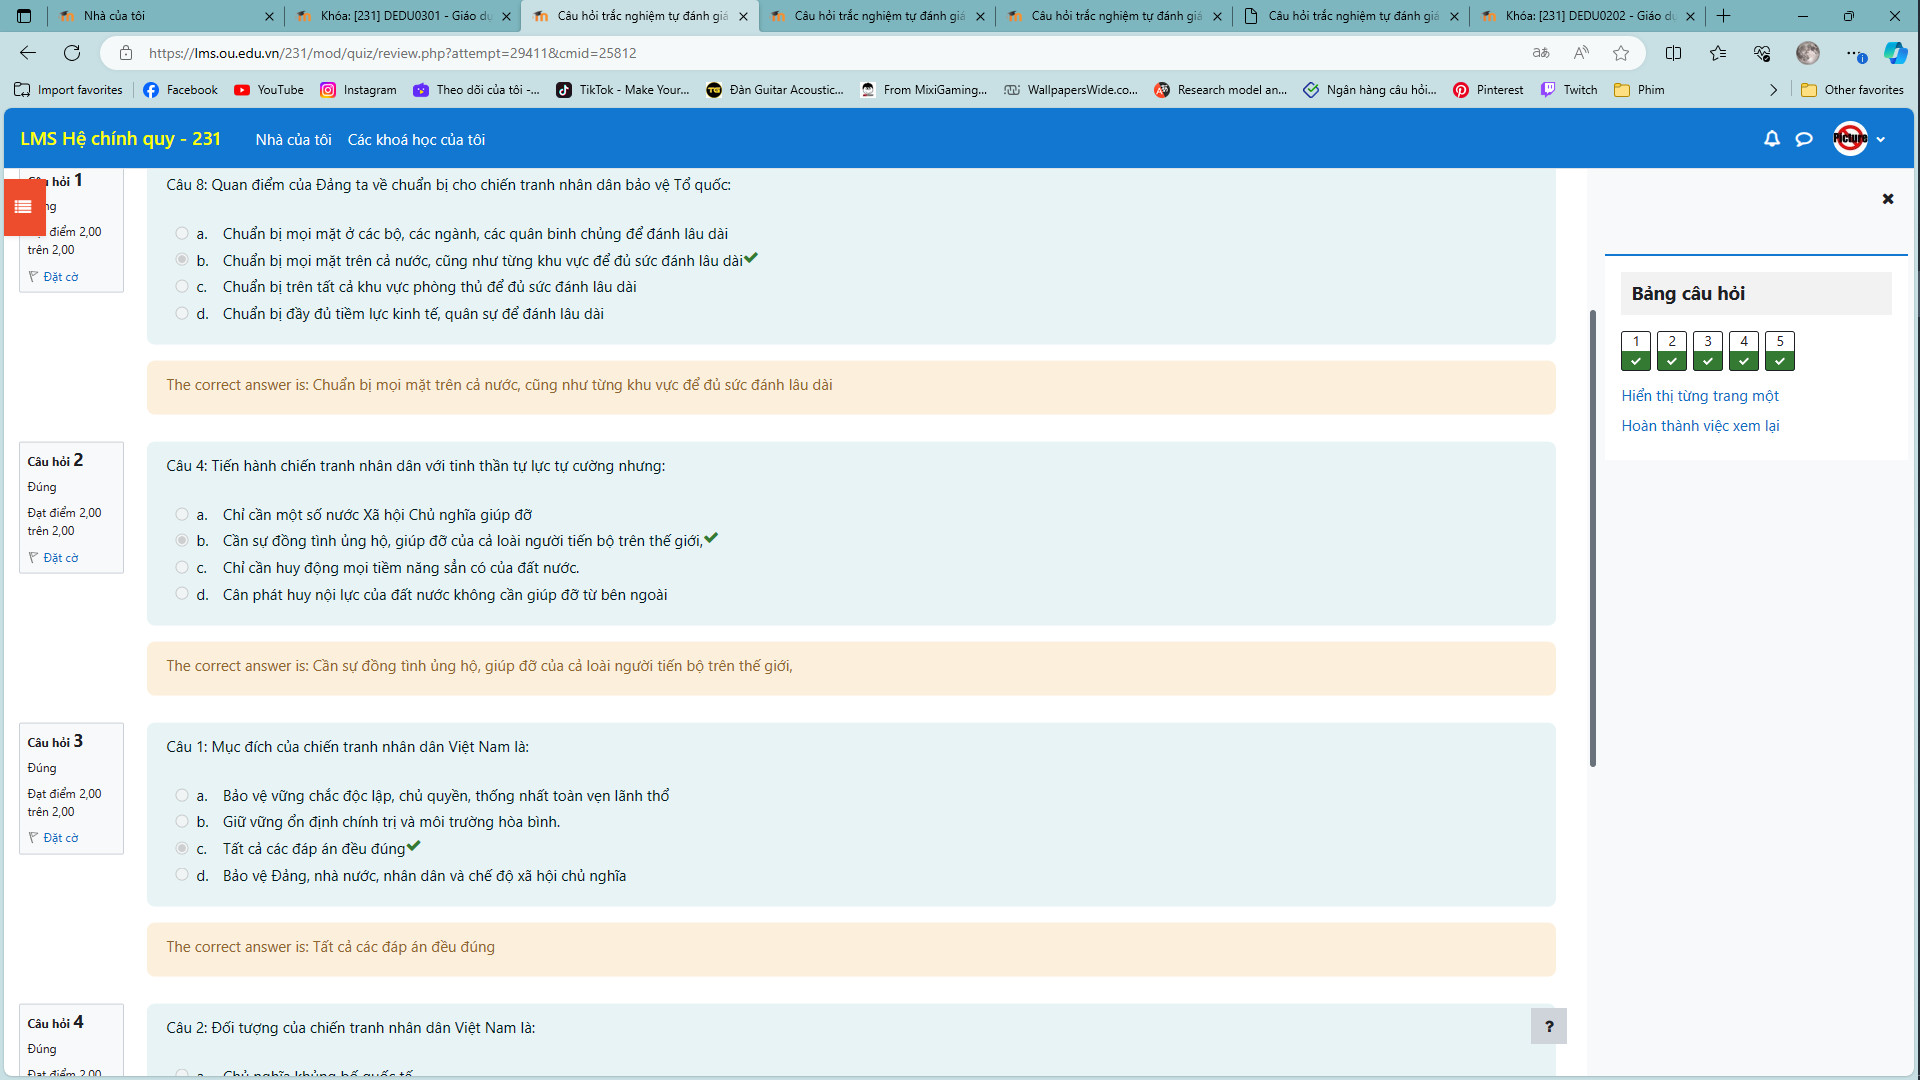 Nhà của tôi
Khóa: [231] DEDU0301 - Giáo dụ
Câu hỏi trắc nghiệm tự đánh giá
Câu hỏi trắc nghiệm tự đánh giá
Câu hỏi trắc nghiệm tự đánh giá
Câu hỏi trắc nghiệm tự đánh giá
Khóa: [231] DEDU0202 - Giáo dụ
https://lms.ou.edu.vn/231/mod/quiz/review.php?attempt=29411&cmid=25812
Import favorites
Facebook
YouTube
Instagram
Theo dõi của tôi -...
TikTok - Make Your...
Đàn Guitar Acoustic...
From MixiGaming...
WallpapersWide.co...
Research model an...
Ngân hàng câu hỏi...
Pinterest
Twitch
Phim
Other favorites
LMS Hệ chính quy - 231
Nhà của tôi
Các khoá học của tôi
Picture
hỏi 1
điểm 2,00
trên 2,00
Đặt cờ
Câu 8: Quan điểm của Đảng ta về chuẩn bị cho chiến tranh nhân dân bảo vệ Tổ quốc:
a. Chuẩn bị mọi mặt ở các bộ, các ngành, các quân binh chủng để đánh lâu dài
b. Chuẩn bị mọi mặt trên cả nước, cũng như từng khu vực để đủ sức đánh lâu dài
c. Chuẩn bị trên tất cả khu vực phòng thủ để đủ sức đánh lâu dài
d. Chuẩn bị đầy đủ tiềm lực kinh tế, quân sự để đánh lâu dài
The correct answer is: Chuẩn bị mọi mặt trên cả nước, cũng như từng khu vực để đủ sức đánh lâu dài
Câu hỏi 2
Đúng
Đạt điểm 2,00
trên 2,00
Đặt cờ
Câu 4: Tiến hành chiến tranh nhân dân với tinh thần tự lực tự cường nhưng:
a. Chỉ cần một số nước Xã hội Chủ nghĩa giúp đỡ
b. Cần sự đồng tình ủng hộ, giúp đỡ của cả loài người tiến bộ trên thế giới,
c. Chỉ cần huy động mọi tiềm năng sẳn có của đất nước.
d. Cân phát huy nội lực của đất nước không cần giúp đỡ từ bên ngoài
The correct answer is: Cần sự đồng tình ủng hộ, giúp đỡ của cả loài người tiến bộ trên thế giới,
Câu hỏi 3
Đúng
Đạt điểm 2,00
trên 2,00
Đặt cờ
Câu 1: Mục đích của chiến tranh nhân dân Việt Nam là:
a. Bảo vệ vững chắc độc lập, chủ quyền, thống nhất toàn vẹn lãnh thổ
b. Giữ vững ổn định chính trị và môi trường hòa bình.
c. Tất cả các đáp án đều đúng
d. Bảo vệ Đảng, nhà nước, nhân dân và chế độ xã hội chủ nghĩa
The correct answer is: Tất cả các đáp án đều đúng
Câu hỏi 4
Đúng
Đạt điểm 2,00
Câu 2: Đối tượng của chiến tranh nhân dân Việt Nam là:
a. Chủ nghĩa khủng bố quốc tế
?
Bảng câu hỏi
1 2 3 4 5
Hiển thị từng trang một
Hoàn thành việc xem lại